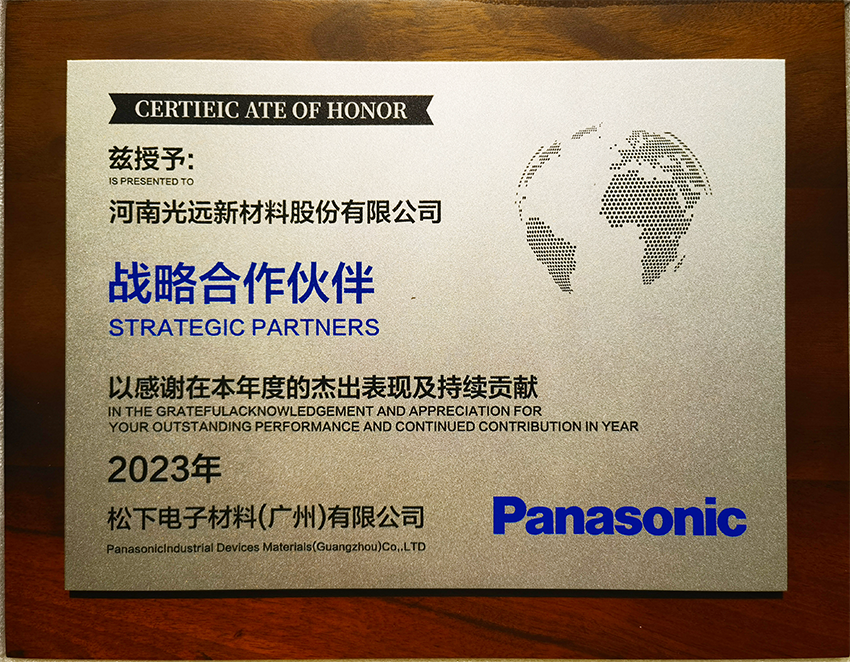 CERTIEIC ATE OF HONOR
兹授予:
IS PRESENTED TO
河南光远新材料股份有限公司
战略合作伙伴
STRATEGIC PARTNERS
以感谢在本年度的杰出表现及持续贡献
IN THE GRATEFULACKNOWLEDGEMENT AND APPRECIATION FOR
YOUR OUTSTANDING PERFORMANCE AND CONTINUED CONTRIBUTION IN YEAR
2023年
松下电子材料(广州)有限公司
PanasonicIndustrial Devices Materials(Guangzhou)Co,.LTD
Panasonic